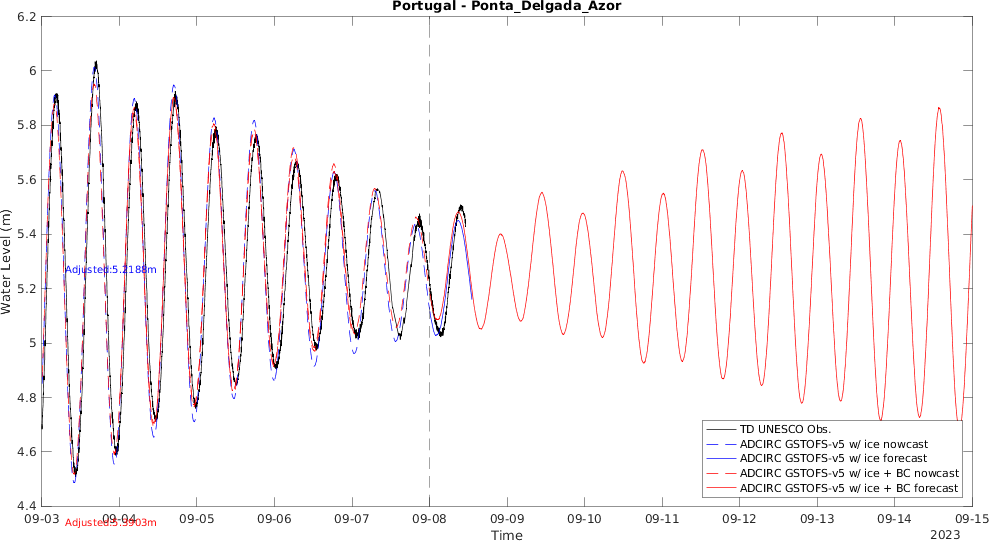 Portugal - Ponta_Delgada_Azor
6.2
6
5.8
5.6
5.4
5.2
5
4.8
4.6
4.4
Water Level (m)
Adjusted:5.2188m
TD UNESCO Obs.
ADCIRC GSTOFS-v5 w/ ice nowcast
ADCIRC GSTOFS-v5 w/ ice forecast
ADCIRC GSTOFS-v5 w/ ice + BC nowcast
ADCIRC GSTOFS-v5 w/ ice + BC forecast
09-03 09-04 09-05 09-06 09-07 09-08 09-09 09-10 09-11 09-12 09-13 09-14 09-15
Adjusted:5.3903m
Time
2023